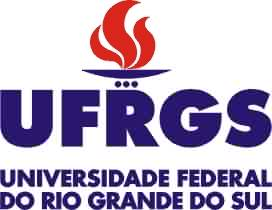 UFRGS
UNIVERSIDADE FEDERAL
DO RIO GRANDE DO SUL